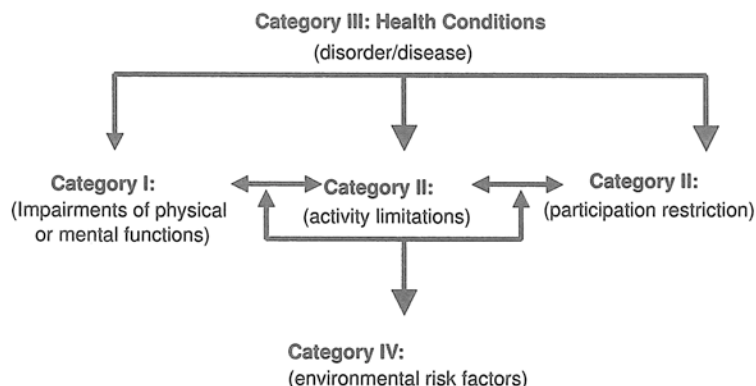 Category III: Health Conditions
(disorder/disease)
Category I:
(Impairments of physical
or mental functions)
Category II:
(activity limitations)
Category II:
(participation restriction)
Category IV:
(environmental risk factors)